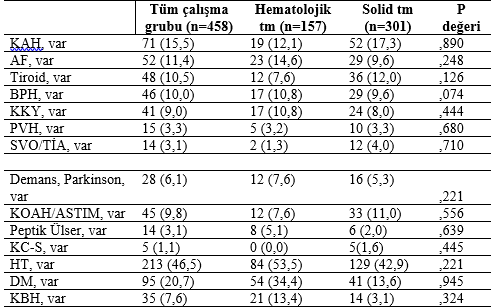 Tüm çalışma grubu (n=458) Hematolojik tm (n=157) Solid tm (n=301) P değeri
KAH, var 71 (15,5) 19 (12,1) 52 (17,3) ,890
AF, var 52 (11,4) 23 (14,6) 29 (9,6) ,248
Tiroid, var 48 (10,5) 12 (7,6) 36 (12,0) ,126
BPH, var 46 (10,0) 17 (10,8) 29 (9,6) ,074
KKY, var 41 (9,0) 17 (10,8) 24 (8,0) ,444
PVH, var 15 (3,3) 5 (3,2) 10 (3,3) ,680
SVO/TİA, var 14 (3,1) 2 (1,3) 12 (4,0) ,710
Demans, Parkinson, var 28 (6,1) 12 (7,6) 16 (5,3) ,221
KOAH/ASTIM, var 45 (9,8) 12 (7,6) 33 (11,0) ,556
Peptik Ülser, var 14 (3,1) 8 (5,1) 6 (2,0) ,639
KC-S, var 5 (1,1) 0 (0,0) 5(1,6) ,445
HT, var 213 (46,5) 84 (53,5) 129 (42,9) ,221
DM, var 95 (20,7) 54 (34,4) 41 (13,6) ,945
KBH, var 35 (7,6) 21 (13,4) 14 (3,1) ,324